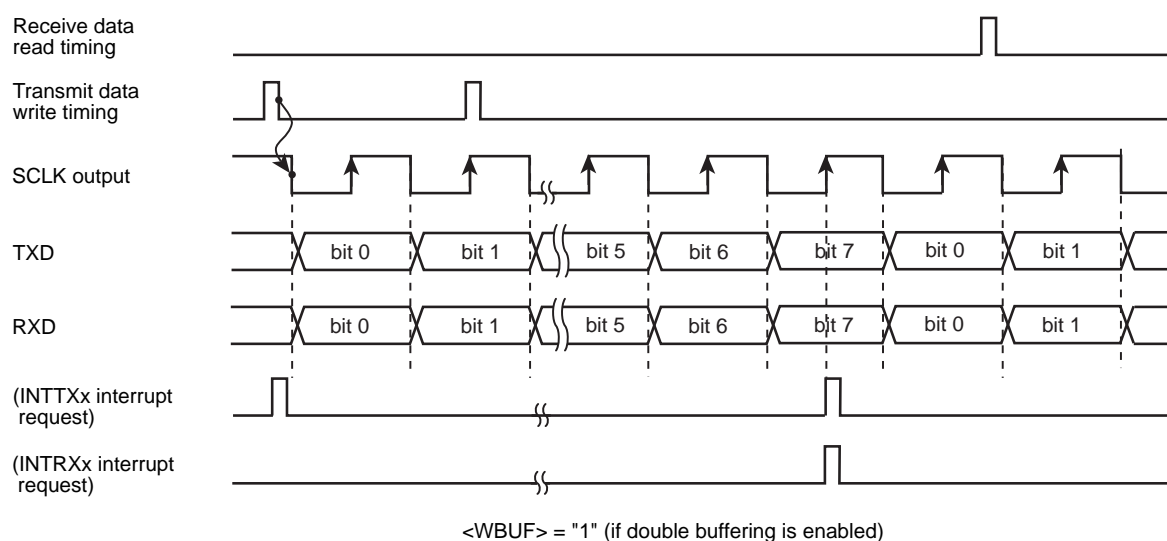 Receive data
read timing
Transmit data
write timing
SCLK output
TXD
bit 0 bit 1 bit 5 bit 6 bit 7 bit 0 bit 1
RXD
bit 0 bit 1 bit 5 bit 6 bit 7 bit 0 bit 1
(INTTXx interrupt
request)
(INTRXx interrupt
request)
<WBUF> = "1" (if double buffering is enabled)